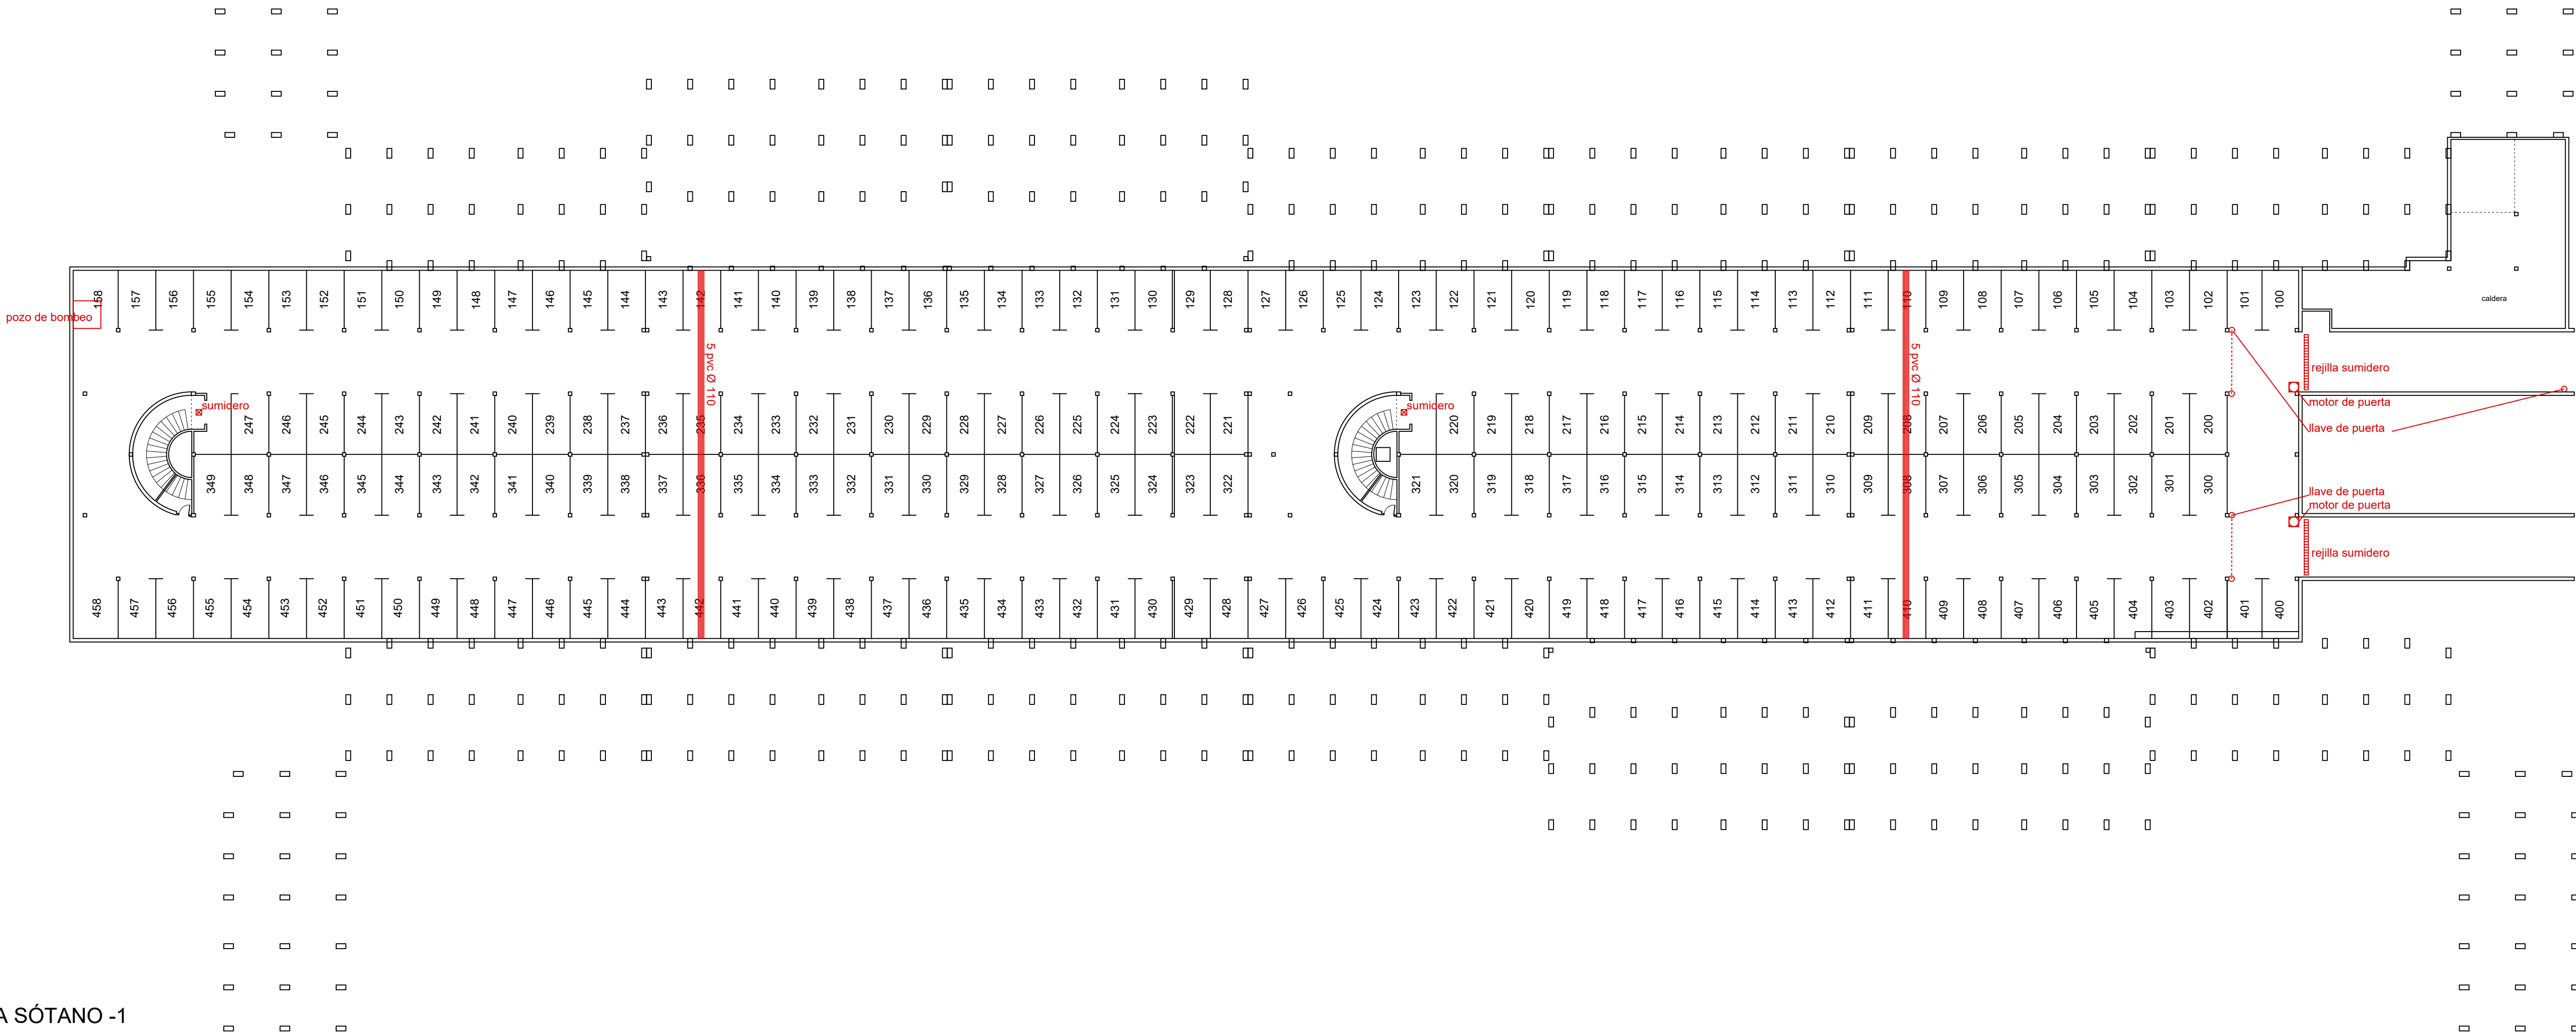 158 157 156 155 154 153 152 151 150 149 148 147 146 145 144 143 142 141 140 139 138 137 136 135 134 133 132 131 130 129 128 127 126 125 124 123 122 121 120 119 118 117 116 115 114 113 112 111 110 109 108 107 106 105 104 103 102 101 100
caldera
pozo de bombeo
5 pvc Ø 110
5 pvc Ø 110
rejilla sumidero
motor de puerta
llave de puerta
sumidero
sumidero
247 246 245 244 243 242 241 240 239 238 237 236 235 234 233 232 231 230 229 228 227 226 225 224 223 222 221
220 219 218 217 216 215 214 213 212 211 210 209 208 207 206 205 204 203 202 201 200
349 348 347 346 345 344 343 342 341 340 339 338 337 336 335 334 333 332 331 330 329 328 327 326 325 324 323 322
321 320 319 318 317 316 315 314 313 312 311 310 309 308 307 306 305 304 303 302 301 300
llave de puerta
motor de puerta
rejilla sumidero
458 457 456 455 454 453 452 451 450 449 448 447 446 445 444 443 442 441 440 439 438 437 436 435 434 433 432 431 430 429 428 427 426 425 424 423 422 421 420 419 418 417 416 415 414 413 412 411 410 409 408 407 406 405 404 403 402 401 400
A SÓTANO -1